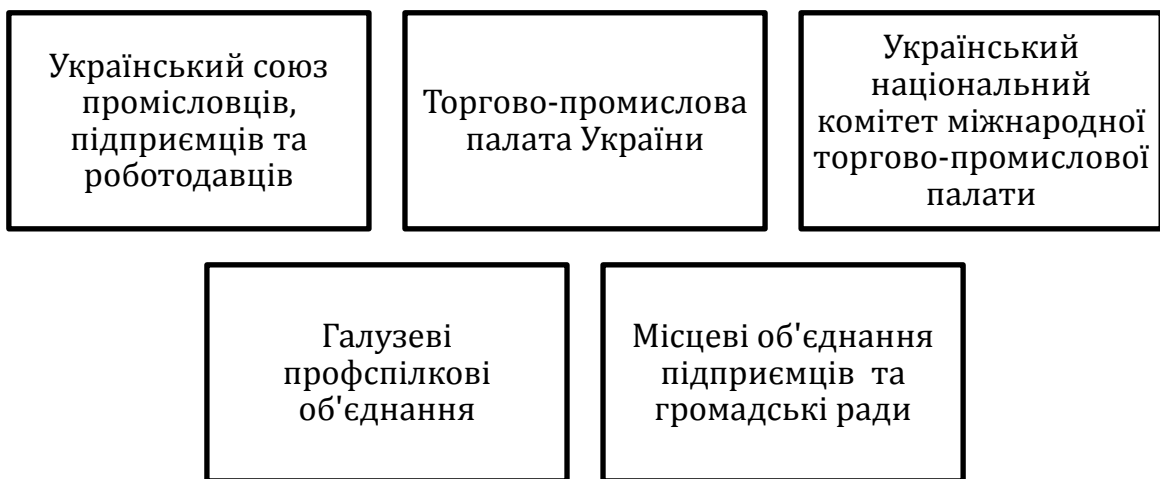 Український союз
промісловців,
підприємців та
роботодавців
Торгово-промислова
палата України
Український
національний
комітет міжнародної
торгово-промислової
палати
Галузеві
профспілкові
об'єднання
Місцеві об'єднання
підприємців та
громадські ради